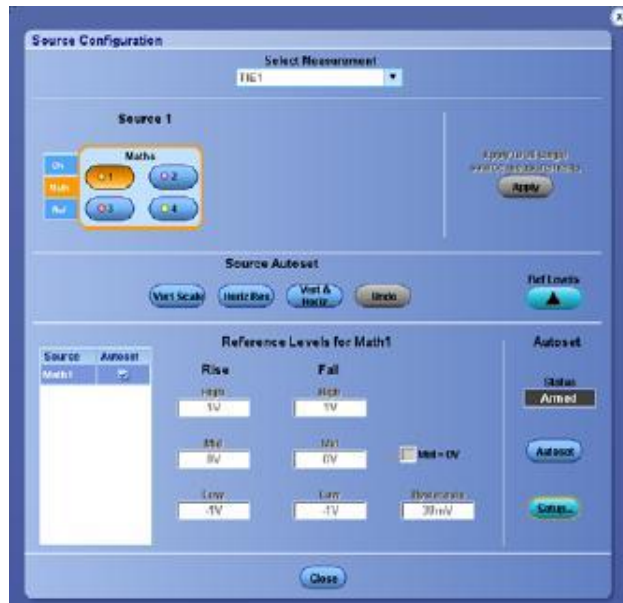 Source Configuration
Select Measurement
TIE1
Source 1
Ch
Maths
Math
Ref
1
2
3
4
Apply to all
Apply
Source Autoset
Vert Scale
Horiz Res
Vert &
Horiz
Undo
Ref Levels
Reference Levels for Math1
Autoset
Source Autoset
Math1
Rise
Fall
High
High
1V
1V
Status
Armed
Mid
Mid
0V
0V
Mid = 0V
Autoset
Low
Low
Hysteresis
-1V
-1V
30mV
Setup...
Close